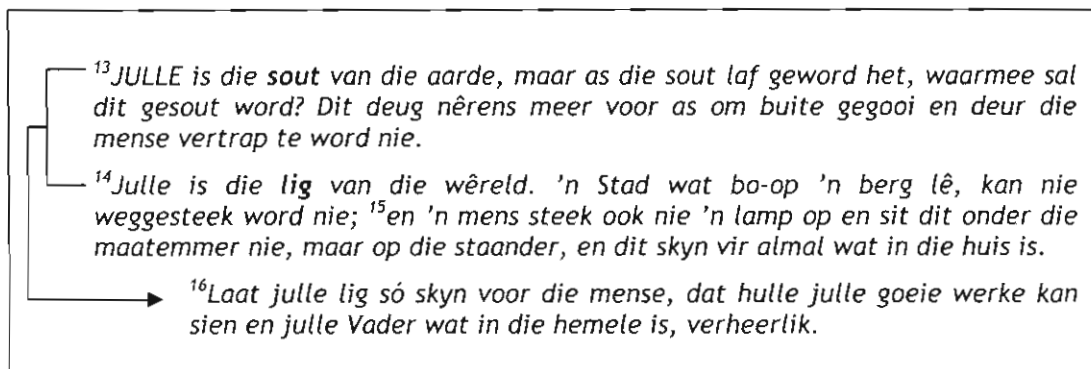 ¹³JULLE is die sout van die aarde, maar as die sout laf geword het, waarmee sal
dit gesout word? Dit deug nêrens meer voor as om buite gegooi en deur die
mense vertrap te word nie.
¹⁴Julle is die lig van die wêreld. 'n Stad wat bo-op 'n berg lê, kan nie
weggesteek word nie; ¹⁵en 'n mens steek ook nie 'n lamp op en sit dit onder die
maatemmer nie, maar op die staander, en dit skyn vir almal wat in die huis is.
¹⁶Laat julle lig só skyn voor die mense, dat hulle julle goeie werke kan
sien en julle Vader wat in die hemele is, verheerlik.